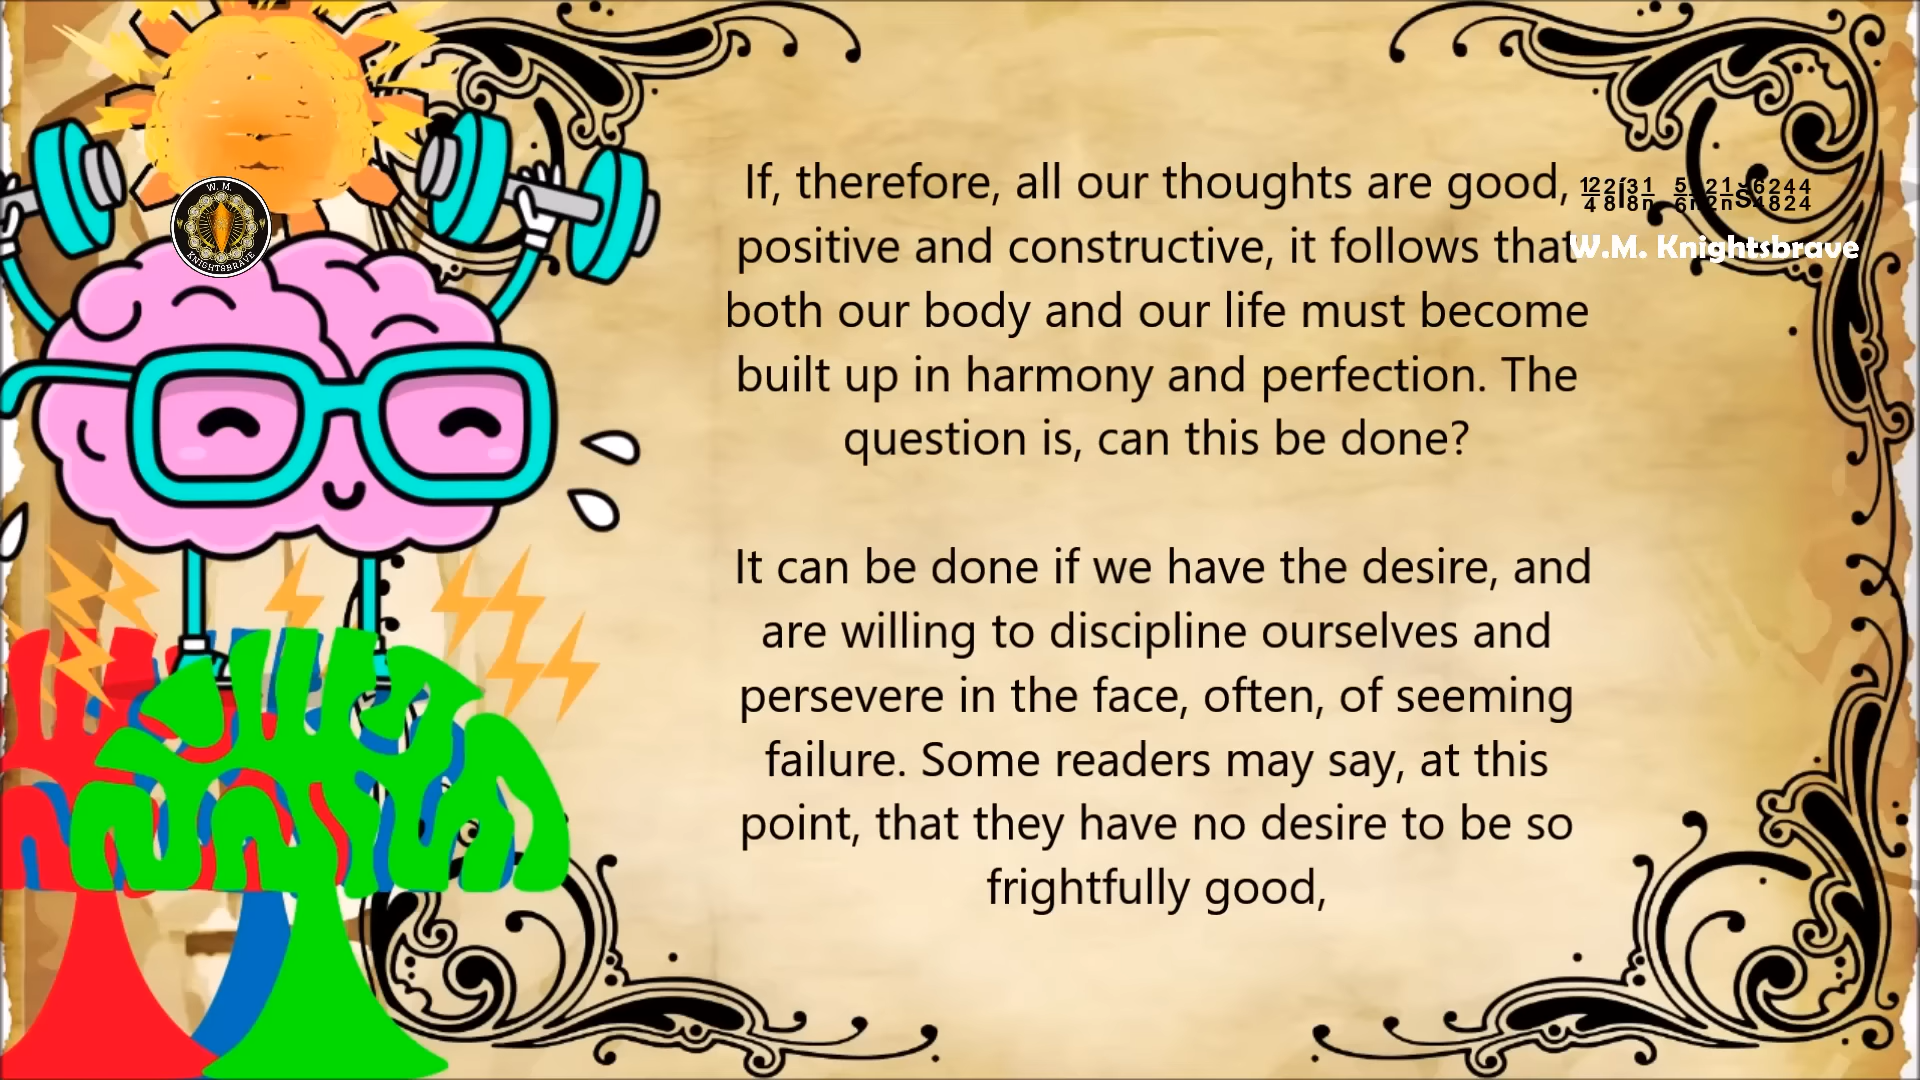 If, therefore, all our thoughts are good,
positive and constructive, it follows that
both our body and our life must become
built up in harmony and perfection. The
question is, can this be done?
It can be done if we have the desire, and
are willing to discipline ourselves and
persevere in the face, often, of seeming
failure. Some readers may say, at this
point, that they have no desire to be so
frightfully good,
W.M. Knightsbrave
W. M.
KNIGHTSBRAVE